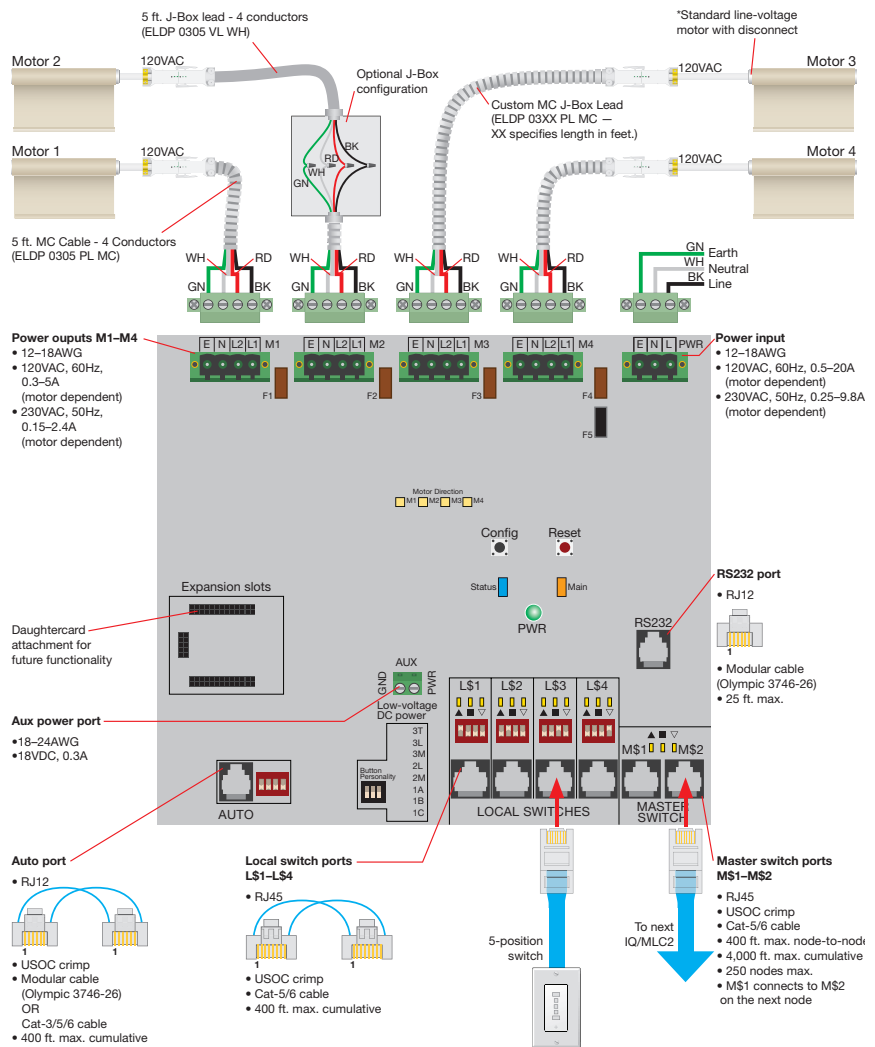 5 ft. J-Box lead - 4 conductors
(ELDP 0305 VL WH)
*Standard line-voltage
motor with disconnect
Motor 2
120VAC
Optional J-Box
configuration
120VAC
Motor 3
Custom MC J-Box Lead
(ELDP 03XX PL MC —
XX specifies length in feet.)
BK
RD
WH
GN
Motor 1
120VAC
120VAC
Motor 4
5 ft. MC Cable - 4 Conductors
(ELDP 0305 PL MC)
WH RD
GN BK
WH RD
GN BK
WH RD
GN BK
WH RD
GN BK
GN Earth
WH Neutral
BK Line
Power ouputs M1–M4
• 12–18AWG
• 120VAC, 60Hz,
0.3–5A
(motor dependent)
• 230VAC, 50Hz,
0.15–2.4A
(motor dependent)
E N L2 L1 M1
E N L2 L1 M2
E N L2 L1 M3
E N L2 L1 M4
E N L PWR
F1
F2
F3
F4
F5
Power input
• 12–18AWG
• 120VAC, 60Hz, 0.5–20A
(motor dependent)
• 230VAC, 50Hz, 0.25–9.8A
(motor dependent)
Motor Direction
M1 M2 M3 M4
Config
Reset
Status
Main
PWR
RS232
RS232 port
• RJ12
1
• Modular cable
(Olympic 3746-26)
• 25 ft. max.
Expansion slots
Daughtercard
attachment for
future functionality
AUX
GND
PWR
Low-voltage
DC power
Aux power port
•18–24AWG
•18VDC, 0.3A
3T
3L
3M
2L
2M
1A
1B
1C
Button
Personality
AUTO
L$1 L$2 L$3 L$4
▲ ■ ▽ ▲ ■ ▽ ▲ ■ ▽ ▲ ■ ▽
LOCAL SWITCHES
▲ ■ ▽
M$1 M$2
MASTER
SWITCH
Auto port
• RJ12
1 1
• USOC crimp
• Modular cable
(Olympic 3746-26)
OR
Cat-3/5/6 cable
• 400 ft. max cumulative
Local switch ports
L$1–L$4
• RJ45
1 1
• USOC crimp
• Cat-5/6 cable
• 400 ft. max. cumulative
5-position
switch
To next
IQ/MLC2
Master switch ports
M$1–M$2
• RJ45
• USOC crimp
• Cat-5/6 cable
• 400 ft. max. node-to-node
• 4,000 ft. max. cumulative
• 250 nodes max.
• M$1 connects to M$2
on the next node